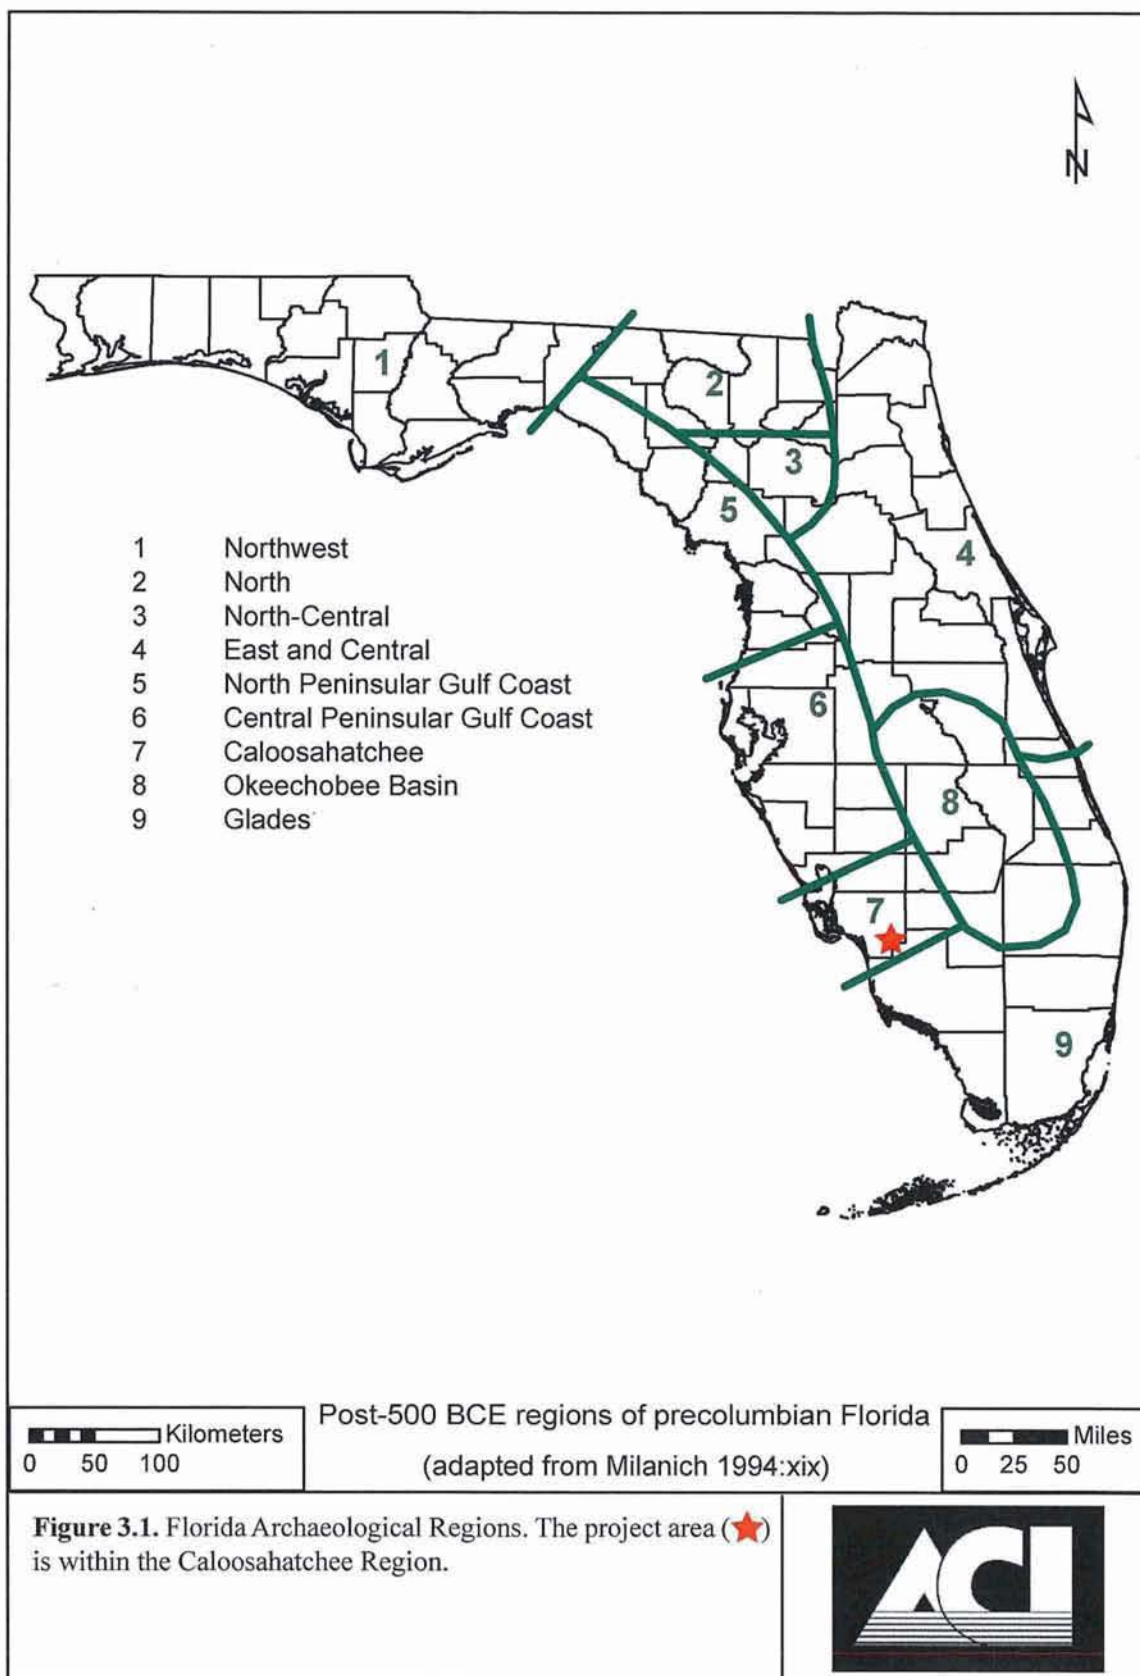 N
1
2
3
5
4
6
8
7
9
1 Northwest
2 North
3 North-Central
4 East and Central
5 North Peninsular Gulf Coast
6 Central Peninsular Gulf Coast
7 Caloosahatchee
8 Okeechobee Basin
9 Glades
Kilometers
0 50 100
Post-500 BCE regions of precolumbian Florida
(adapted from Milanich 1994:xix)
Miles
0 25 50
Figure 3.1. Florida Archaeological Regions. The project area (★)
is within the Caloosahatchee Region.
ACI